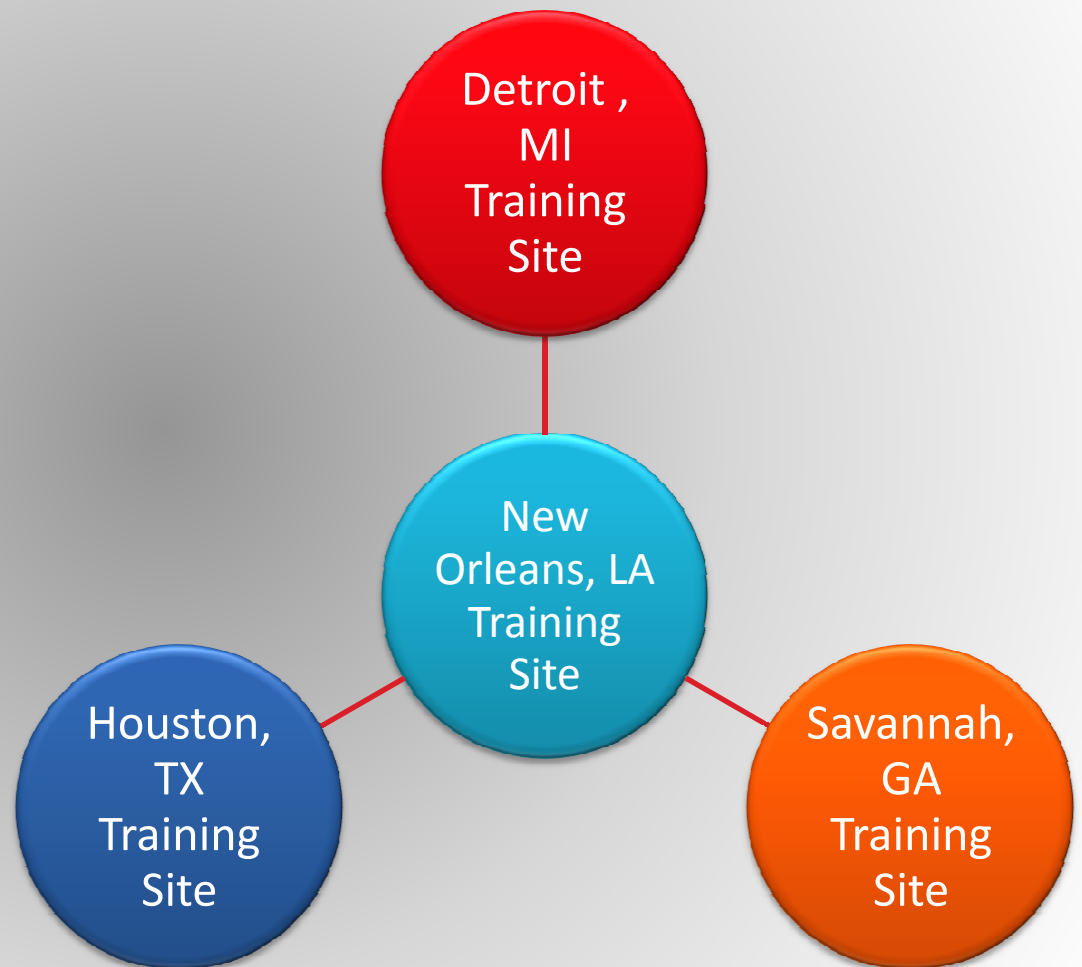 Detroit ,
MI
Training
Site
New
Orleans, LA
Training
Site
Houston,
TX
Training
Site
Savannah,
GA
Training
Site